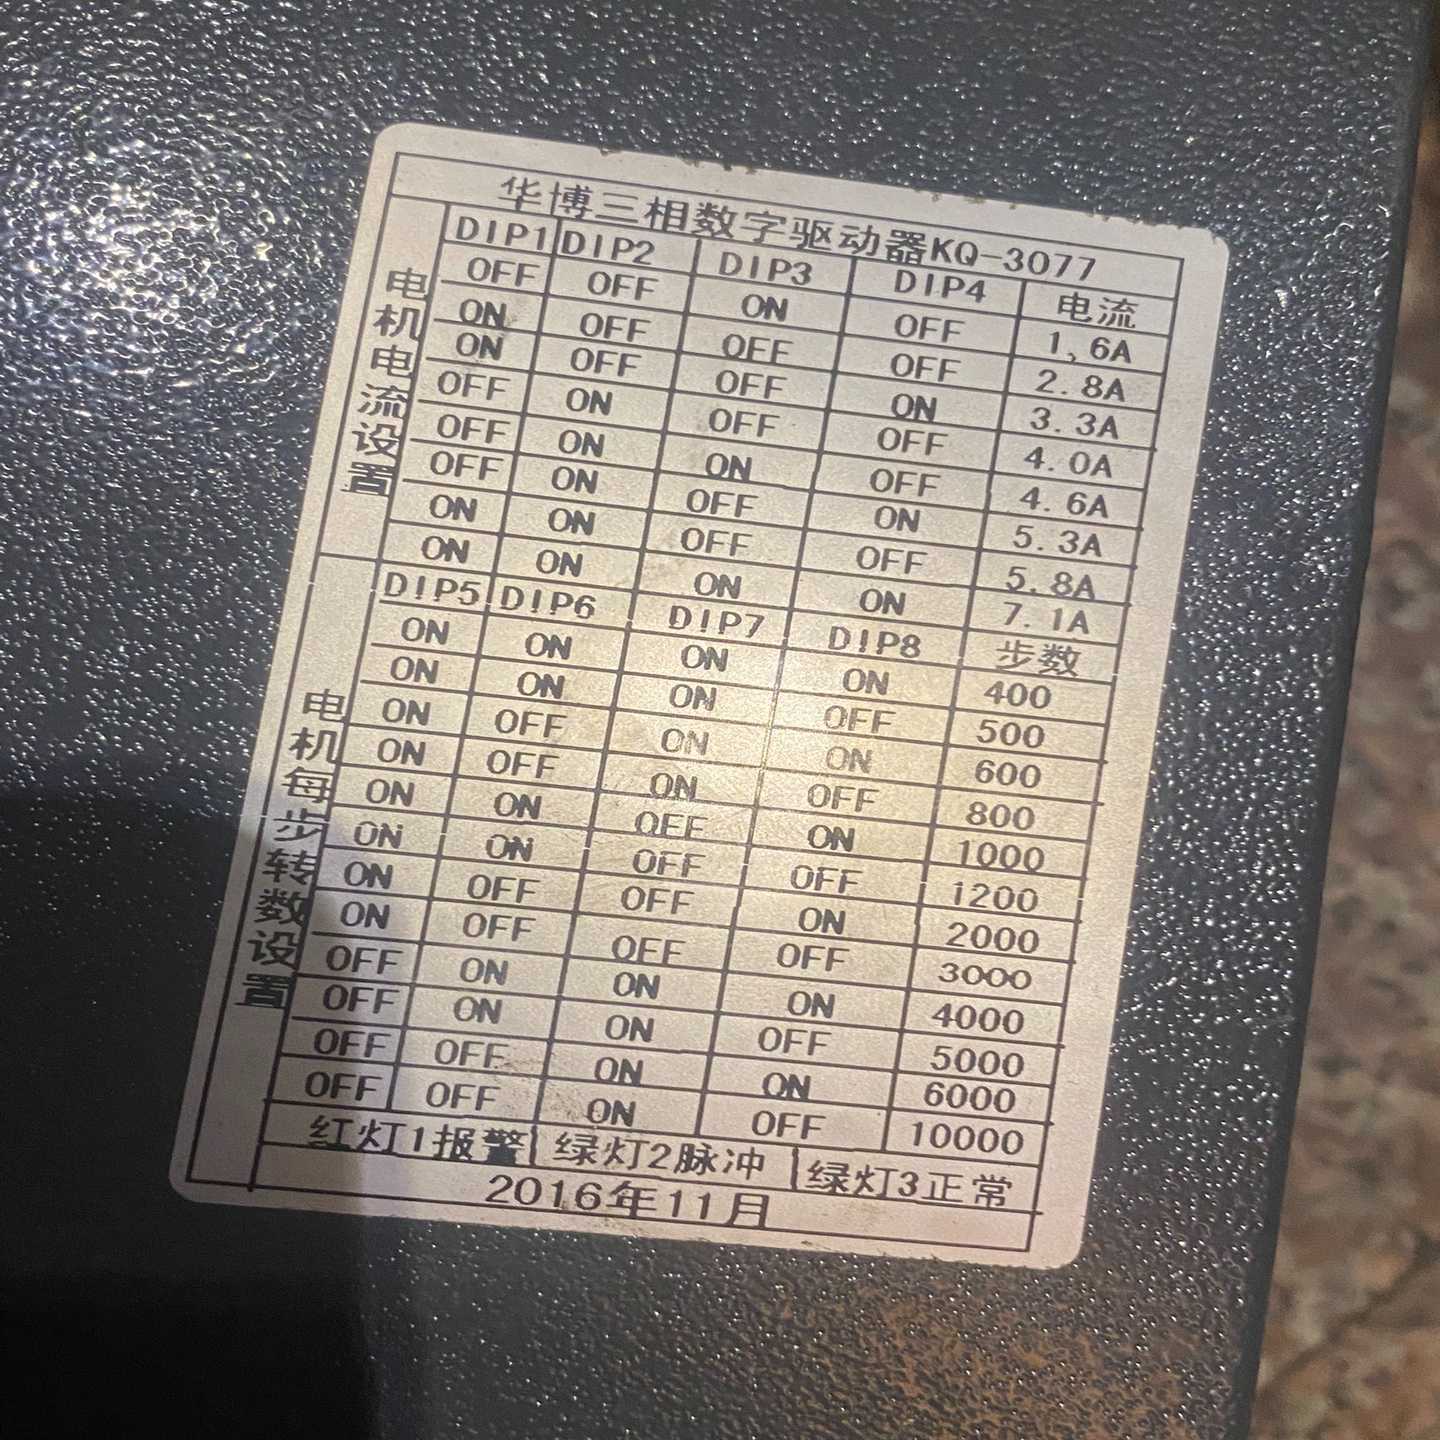 华博三相数字驱动器KQ-3077
电机电流设置
DIP1 DIP2 DIP3 DIP4 电流
OFF OFF ON OFF 1、6A
ON OFF OFF OFF 2.8A
ON OFF OFF ON 3.3A
OFF ON OFF OFF 4.0A
OFF ON ON OFF 4.6A
OFF ON OFF ON 5.3A
ON ON OFF OFF 5.8A
ON ON ON ON 7.1A
电机每步转数设置
DIP5 DIP6 DIP7 DIP8 步数
ON ON ON ON 400
ON ON ON OFF 500
ON OFF ON ON 600
ON OFF ON OFF 800
ON ON OFF ON 1000
ON ON OFF OFF 1200
ON OFF OFF ON 2000
ON OFF OFF OFF 3000
OFF ON ON ON 4000
OFF ON ON OFF 5000
OFF OFF ON ON 6000
OFF OFF ON OFF 10000
红灯1报警 绿灯2脉冲 绿灯3正常
2016年11月